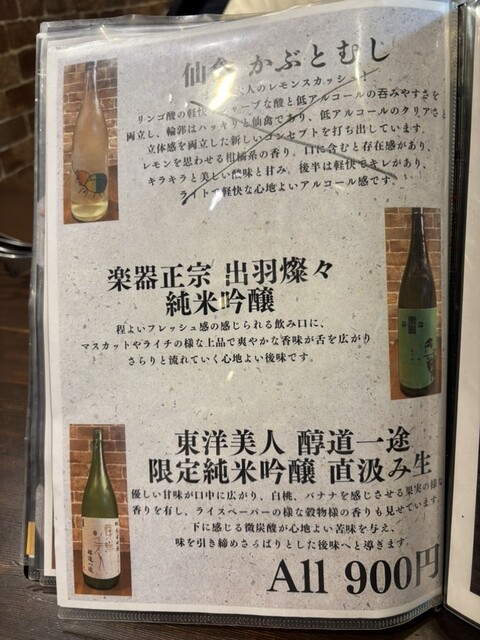 仙禽 かぶとむし
大人のレモンスカッシュ！
リンゴ酸の軽快でシャープな酸と低アルコールの呑みやすさを
両立し、輪郭はハッキリと仙禽であり、低アルコールのクリアさと
立体感を両立した新しいコンセプトを打ち出しています。
レモンを思わせる柑橘系の香り。口に含むと存在感があり、
キラキラと美しい酸味と甘み。後半は軽快でキレがあり、
ライトで軽快な心地よいアルコール感です。
楽器正宗 出羽燦々
純米吟醸
程よいフレッシュ感の感じられる飲み口に、
マスカットやライチの様な上品で爽やかな香味が舌を広がり
さらりと流れていく心地よい後味です。
東洋美人 醇道一途
限定純米吟醸 直汲み生
優しい甘味が口中に広がり、白桃、バナナを感じさせる果実の様な
香りを有し、ライスペーパーの様な穀物様の香りも見せています。
下に感じる微炭酸が心地よい苦味を与え、
味を引き締めさっぱりとした後味へと導きます。
All 900円